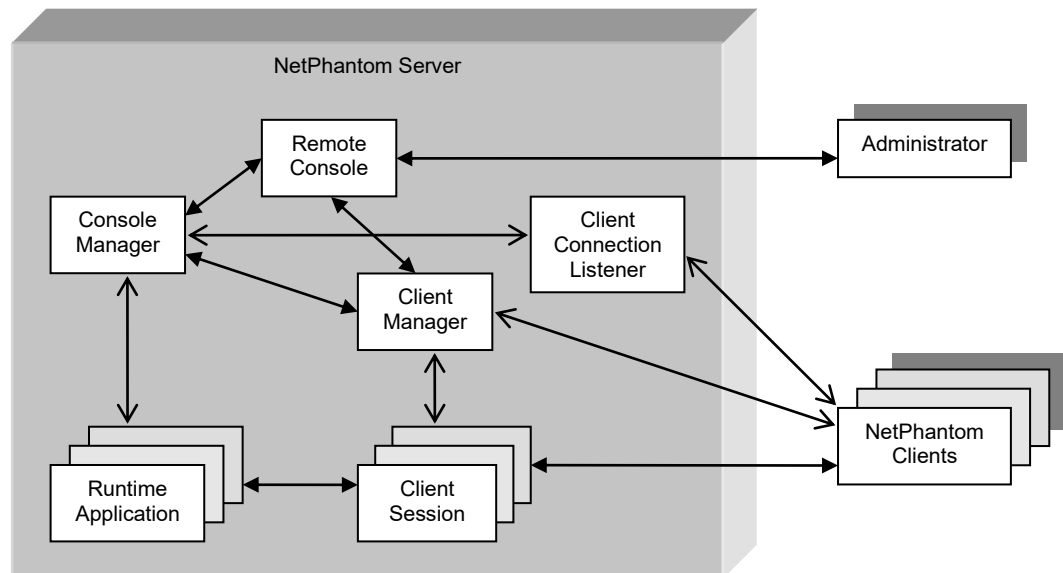 NetPhantom Server
Remote
Console
Administrator
Console
Manager
Client
Connection
Listener
Client
Manager
NetPhantom
Clients
Runtime
Application
Client
Session